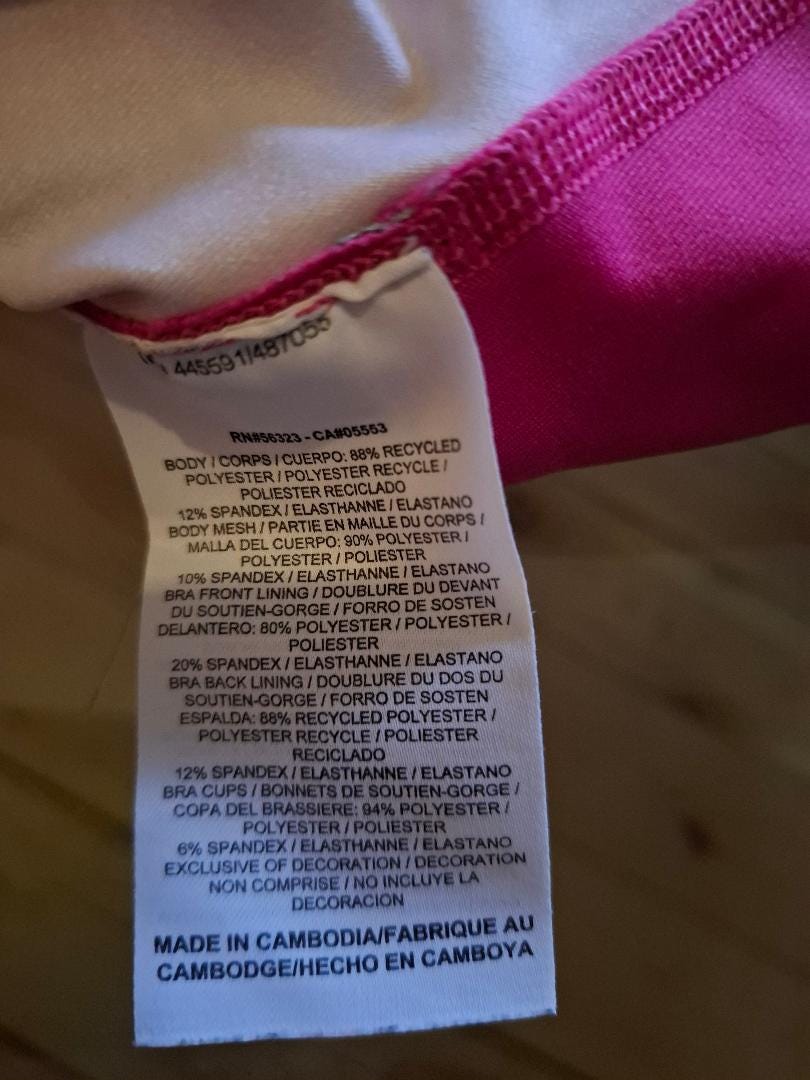 445591/487055
RN#56323 - CA#05553
BODY / CORPS / CUERPO: 88% RECYCLED
POLYESTER / POLYESTER RECYCLE /
POLIESTER RECICLADO
12% SPANDEX / ELASTHANNE / ELASTANO
BODY MESH / PARTIE EN MAILLE DU CORPS /
MALLA DEL CUERPO: 90% POLYESTER /
POLYESTER / POLIESTER
10% SPANDEX / ELASTHANNE / ELASTANO
BRA FRONT LINING / DOUBLURE DU DEVANT
DU SOUTIEN-GORGE / FORRO DE SOSTEN
DELANTERO: 80% POLYESTER / POLYESTER /
POLIESTER
20% SPANDEX / ELASTHANNE / ELASTANO
BRA BACK LINING / DOUBLURE DU DOS DU
SOUTIEN-GORGE / FORRO DE SOSTEN
ESPALDA: 88% RECYCLED POLYESTER /
POLYESTER RECYCLE / POLIESTER
RECICLADO
12% SPANDEX / ELASTHANNE / ELASTANO
BRA CUPS / BONNETS DE SOUTIEN-GORGE /
COPA DEL BRASSIERE: 94% POLYESTER /
POLYESTER / POLIESTER
6% SPANDEX / ELASTHANNE / ELASTANO
EXCLUSIVE OF DECORATION / DECORATION
NON COMPRISE / NO INCLUYE LA
DECORACION
MADE IN CAMBODIA/FABRIQUE AU
CAMBODGE/HECHO EN CAMBOYA